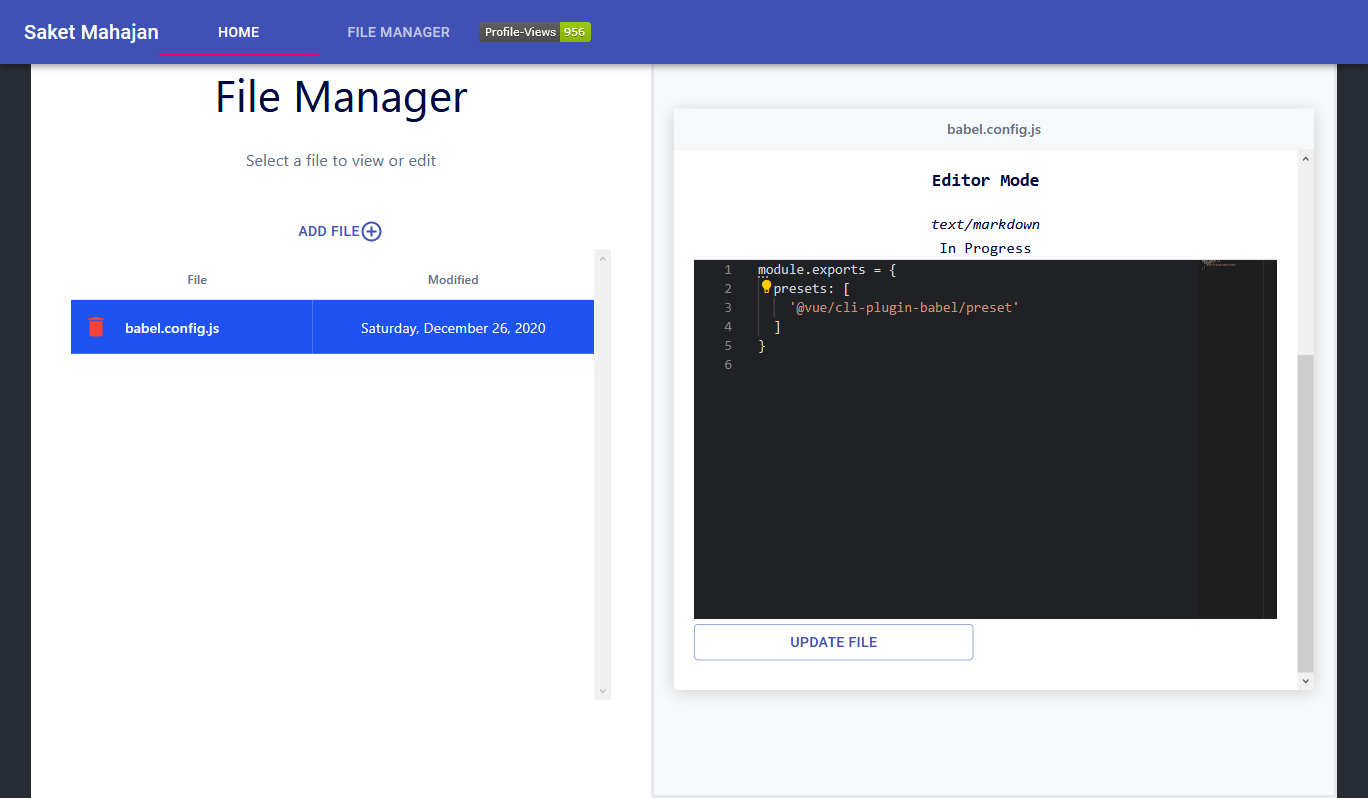 Saket Mahajan HOME FILE MANAGER Profile-Views 956
File Manager
Select a file to view or edit
ADD FILE
File Modified
babel.config.js Saturday, December 26, 2020
babel.config.js
Editor Mode
text/markdown
In Progress
1 module.exports = {
2 presets: [
3 '@vue/cli-plugin-babel/preset'
4 ]
5 }
6
UPDATE FILE